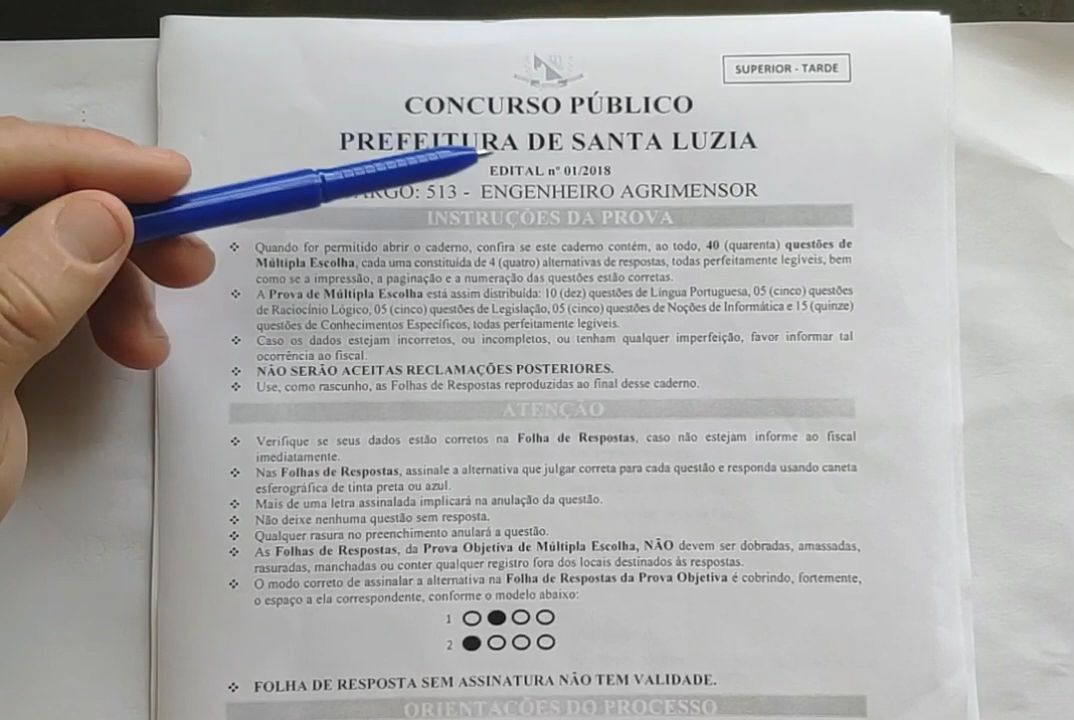 SUPERIOR - TARDE
CONCURSO PÚBLICO
PREFEITURA DE SANTA LUZIA
EDITAL nº 01/2018
513 - ENGENHEIRO AGRIMENSOR
INSTRUÇÕES DA PROVA
❖ Quando for permitido abrir o caderno, confira se este caderno contém, ao todo, 40 (quarenta) questões de
Múltipla Escolha, cada uma constituída de 4 (quatro) alternativas de respostas, todas perfeitamente legíveis, bem
como se a impressão, a paginação e a numeração das questões estão corretas.
❖ A Prova de Múltipla Escolha está assim distribuída: 10 (dez) questões de Língua Portuguesa, 05 (cinco) questões
de Raciocínio Lógico, 05 (cinco) questões de Legislação, 05 (cinco) questões de Noções de Informática e 15 (quinze)
questões de Conhecimentos Específicos, todas perfeitamente legíveis.
❖ Caso os dados estejam incorretos, ou incompletos, ou tenham qualquer imperfeição, favor informar tal
ocorrência ao fiscal.
❖ NÃO SERÃO ACEITAS RECLAMAÇÕES POSTERIORES.
❖ Use, como rascunho, as Folhas de Respostas reproduzidas ao final desse caderno.
ATENÇÃO
❖ Verifique se seus dados estão corretos na Folha de Respostas, caso não estejam informe ao fiscal
imediatamente.
❖ Nas Folhas de Respostas, assinale a alternativa que julgar correta para cada questão e responda usando caneta
esferográfica de tinta preta ou azul.
❖ Mais de uma letra assinalada implicará na anulação da questão.
❖ Não deixe nenhuma questão sem resposta.
❖ Qualquer rasura no preenchimento anulará a questão.
❖ As Folhas de Respostas, da Prova Objetiva de Múltipla Escolha, NÃO devem ser dobradas, amassadas,
rasuradas, manchadas ou conter qualquer registro fora dos locais destinados às respostas.
❖ O modo correto de assinalar a alternativa na Folha de Respostas da Prova Objetiva é cobrindo, fortemente,
o espaço a ela correspondente, conforme o modelo abaixo:
1
2
❖ FOLHA DE RESPOSTA SEM ASSINATURA NÃO TEM VALIDADE.
ORIENTAÇÕES DO PROCESSO